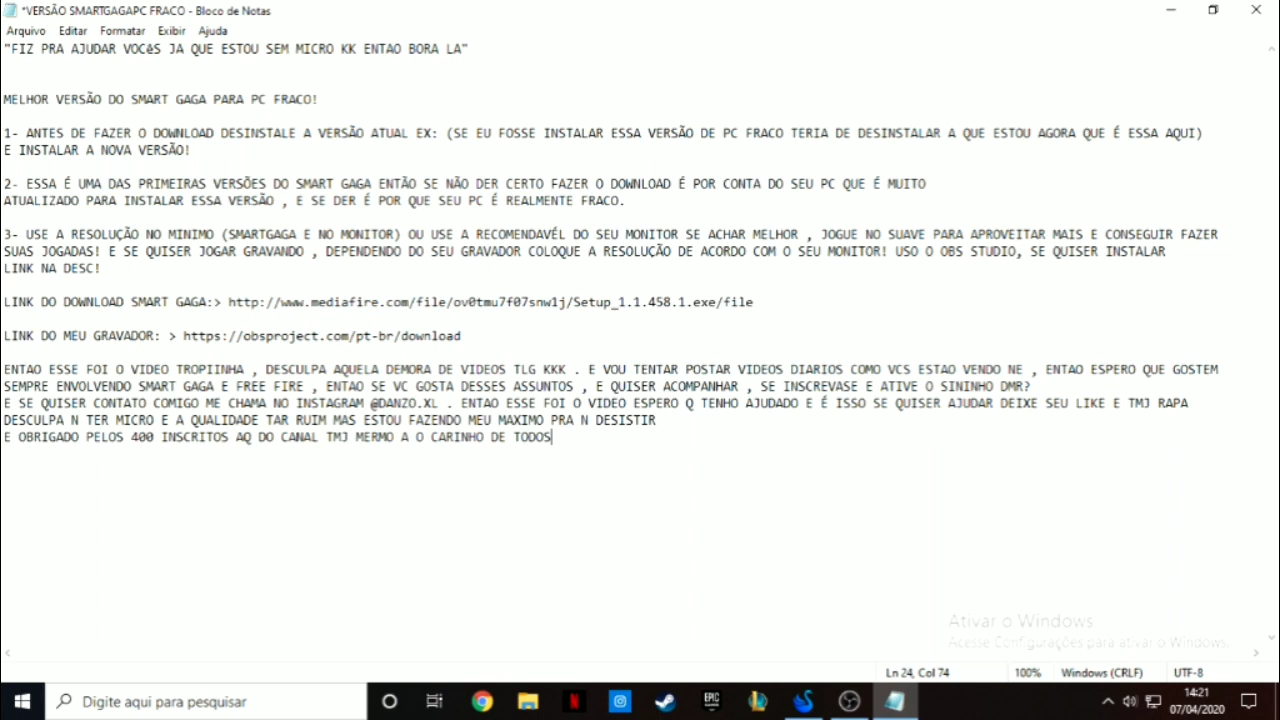 *VERSÃO SMARTGAGAPC FRACO - Bloco de Notas
Arquivo Editar Formatar Exibir Ajuda
"FIZ PRA AJUDAR VOCêS JA QUE ESTOU SEM MICRO KK ENTAO BORA LA"
MELHOR VERSÃO DO SMART GAGA PARA PC FRACO!
1- ANTES DE FAZER O DOWNLOAD DESINSTALE A VERSÃO ATUAL EX: (SE EU FOSSE INSTALAR ESSA VERSÃO DE PC FRACO TERIA DE DESINSTALAR A QUE ESTOU AGORA QUE É ESSA AQUI)
E INSTALAR A NOVA VERSÃO!
2- ESSA É UMA DAS PRIMEIRAS VERSÕES DO SMART GAGA ENTÃO SE NÃO DER CERTO FAZER O DOWNLOAD É POR CONTA DO SEU PC QUE É MUITO
ATUALIZADO PARA INSTALAR ESSA VERSÃO , E SE DER É POR QUE SEU PC É REALMENTE FRACO.
3- USE A RESOLUÇÃO NO MINIMO (SMARTGAGA E NO MONITOR) OU USE A RECOMENDAVÉL DO SEU MONITOR SE ACHAR MELHOR , JOGUE NO SUAVE PARA APROVEITAR MAIS E CONSEGUIR FAZER
SUAS JOGADAS! E SE QUISER JOGAR GRAVANDO , DEPENDENDO DO SEU GRAVADOR COLOQUE A RESOLUÇÃO DE ACORDO COM O SEU MONITOR! USO O OBS STUDIO, SE QUISER INSTALAR
LINK NA DESC!
LINK DO DOWNLOAD SMART GAGA:> http://www.mediafire.com/file/ov0tmu7f07snw1j/Setup_1.1.458.1.exe/file
LINK DO MEU GRAVADOR: > https://obsproject.com/pt-br/download
ENTAO ESSE FOI O VIDEO TROPIINHA , DESCULPA AQUELA DEMORA DE VIDEOS TLG KKK . E VOU TENTAR POSTAR VIDEOS DIARIOS COMO VCS ESTAO VENDO NE , ENTAO ESPERO QUE GOSTEM
SEMPRE ENVOLVENDO SMART GAGA E FREE FIRE , ENTAO SE VC GOSTA DESSES ASSUNTOS , E QUISER ACOMPANHAR , SE INSCREVASE E ATIVE O SININHO DMR?
E SE QUISER CONTATO COMIGO ME CHAMA NO INSTAGRAM @DANZO.XL . ENTAO ESSE FOI O VIDEO ESPERO Q TENHO AJUDADO E É ISSO SE QUISER AJUDAR DEIXE SEU LIKE E TMJ RAPA
DESCULPA N TER MICRO E A QUALIDADE TAR RUIM MAS ESTOU FAZENDO MEU MAXIMO PRA N DESISTIR
E OBRIGADO PELOS 400 INSCRITOS AQ DO CANAL TMJ MERMO A O CARINHO DE TODOS
Ativar o Windows
Acesse Configurações para ativar o Windows.
Ln 24, Col 74 100% Windows (CRLF) UTF-8
Digite aqui para pesquisar
EPIC GAMES
14:21
07/04/2020